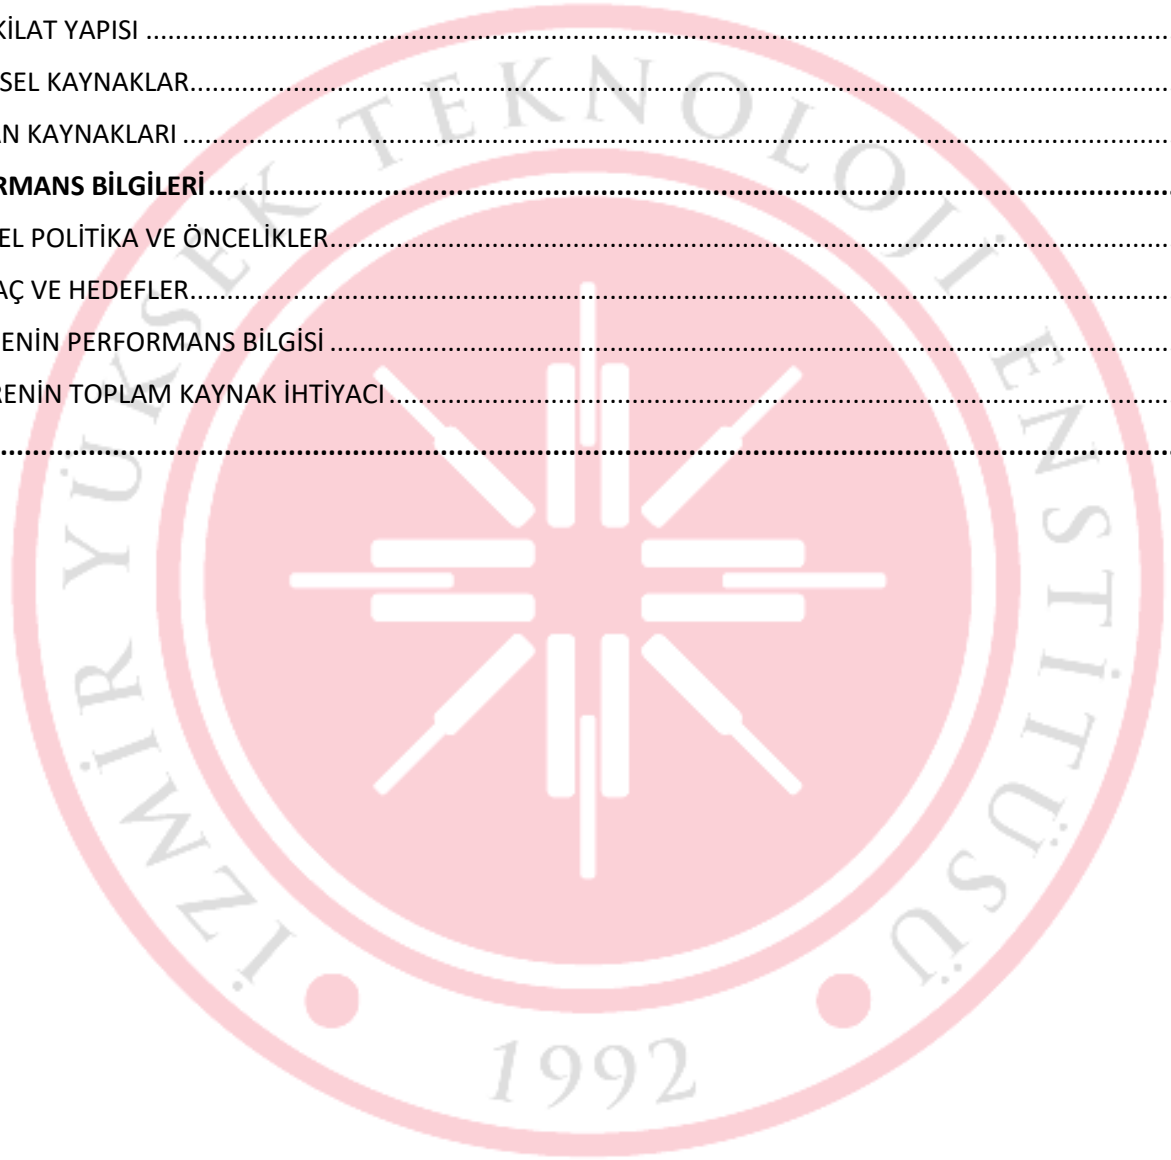 KİLAT YAPISI ................................................................
SEL KAYNAKLAR................................................................
AN KAYNAKLARI ................................................................
RMANS BİLGİLERİ................................................................
EL POLİTİKA VE ÖNCELİKLER................................................................
AÇ VE HEDEFLER................................................................
ENİN PERFORMANS BİLGİSİ ................................................................
RENİN TOPLAM KAYNAK İHTİYACI ................................................................
................................................................
İZMİR YÜKSEK TEKNOLOJİ ENSTİTÜSÜ
1992